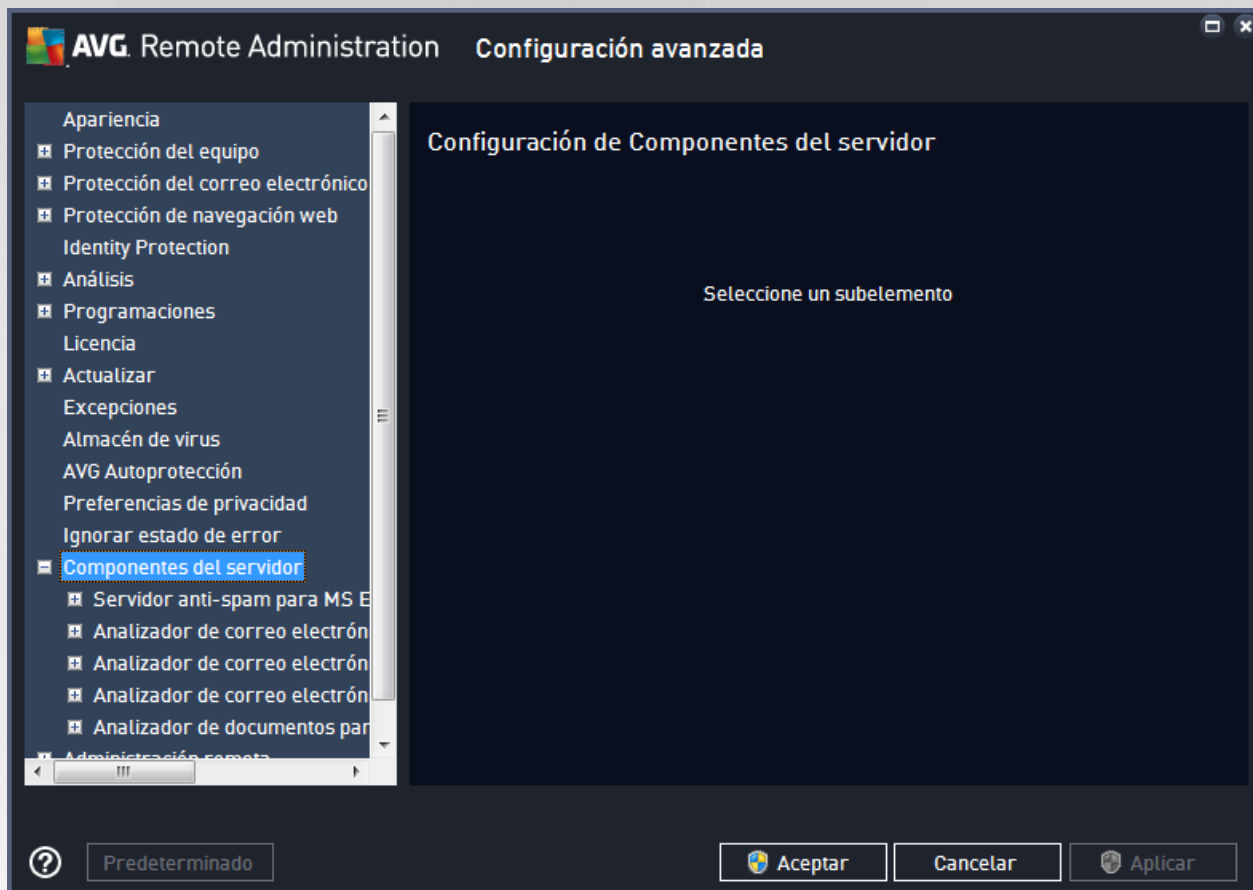 AVG. Remote Administration Configuración avanzada
Apariencia
Protección del equipo
Protección del correo electrónico
Protección de navegación web
Identity Protection
Análisis
Programaciones
Licencia
Actualizar
Excepciones
Almacén de virus
AVG Autoprotección
Preferencias de privacidad
Ignorar estado de error
Componentes del servidor
Servidor anti-spam para MS E
Analizador de correo electrón
Analizador de correo electrón
Analizador de correo electrón
Analizador de documentos par
Administración remota
Configuración de Componentes del servidor
Seleccione un subelemento
Predeterminado
Aceptar
Cancelar
Aplicar